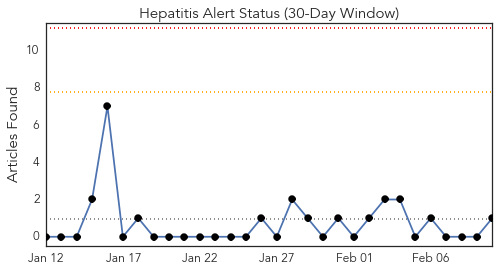 Hepatitis Alert Status (30-Day Window)
Articles Found
10
8
6
4
2
0
Jan 12 Jan 17 Jan 22 Jan 27 Feb 01 Feb 06